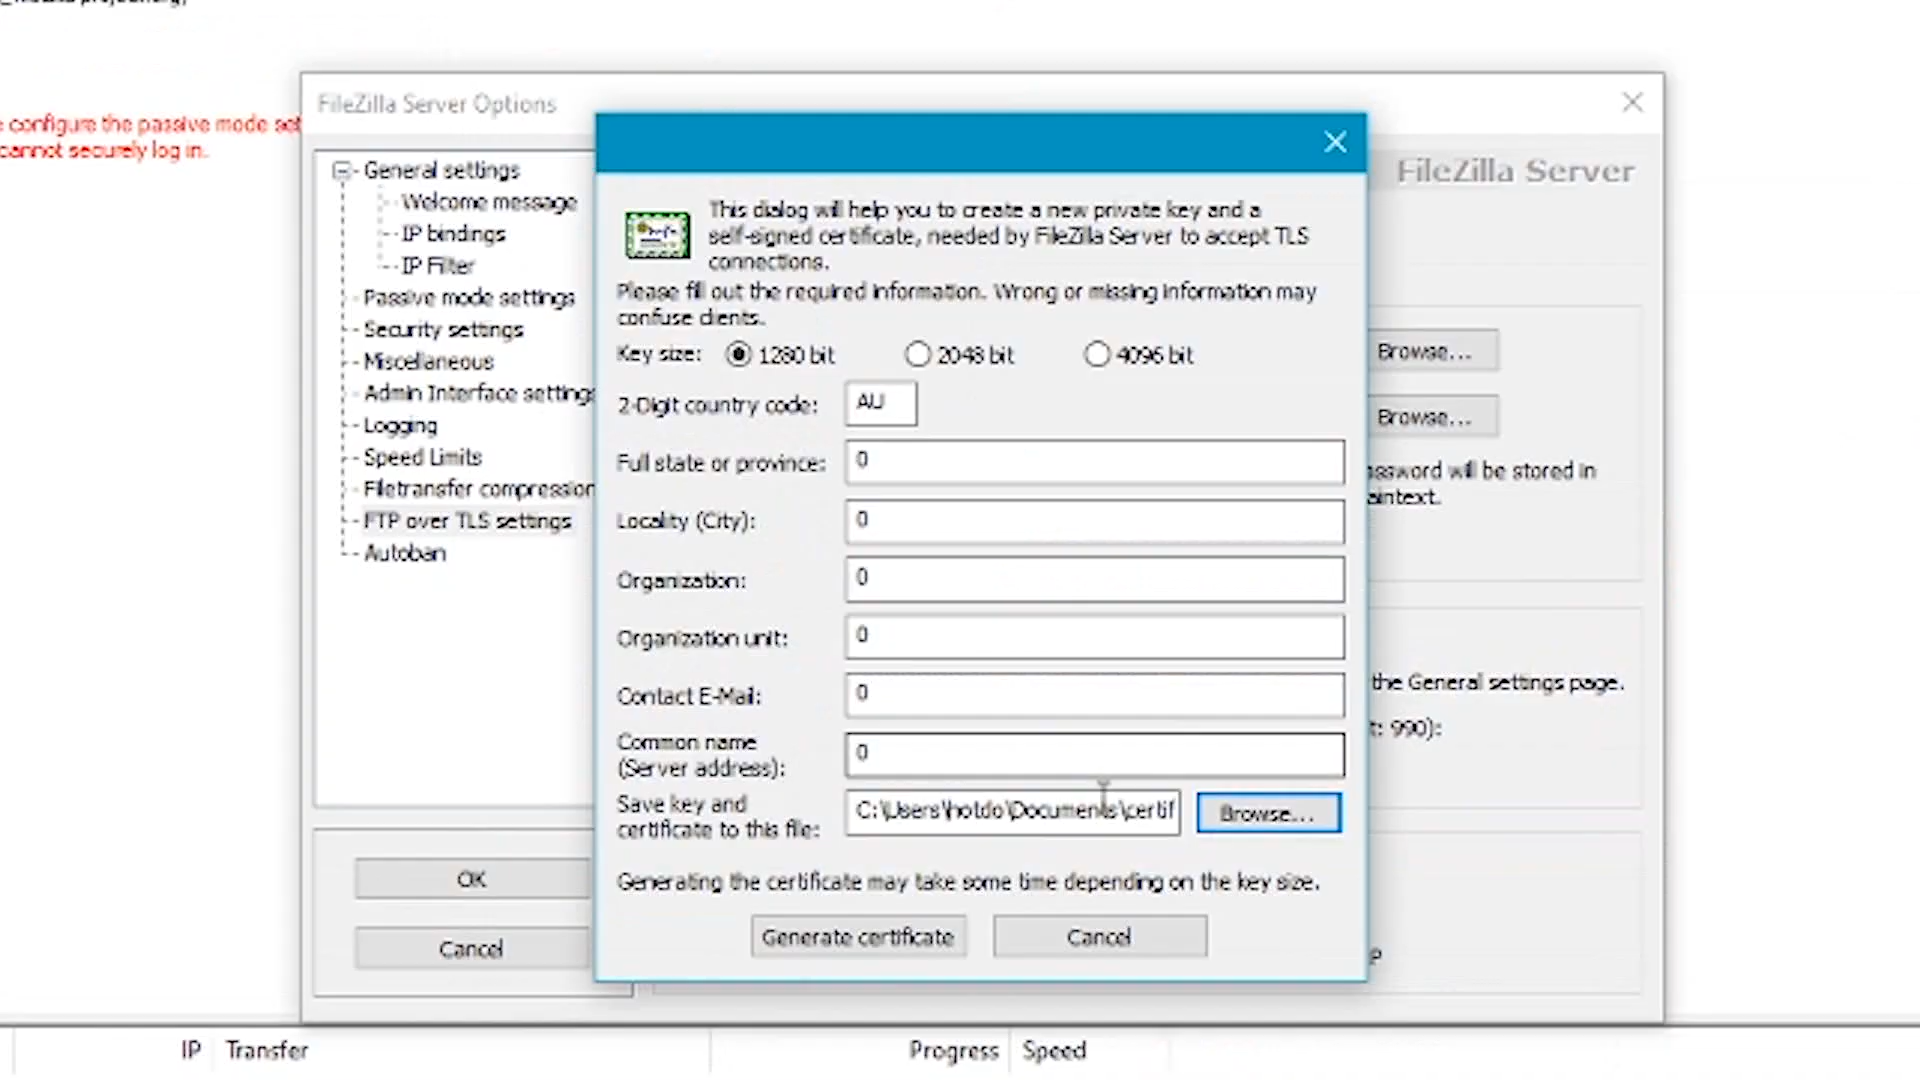 configure the passive mode set
cannot securely log in.
FileZilla Server Options
FileZilla Server
General settings
Welcome message
IP bindings
IP Filter
Passive mode settings
Security settings
Miscellaneous
Admin Interface settings
Logging
Speed Limits
Filetransfer compression
FTP over TLS settings
Autoban
OK
Cancel
This dialog will help you to create a new private key and a
self-signed certificate, needed by FileZilla Server to accept TLS
connections.
Please fill out the required information. Wrong or missing information may
confuse clients.
Key size: 1280 bit 2048 bit 4096 bit
2-Digit country code: AU
Full state or province: 0
Locality (City): 0
Organization: 0
Organization unit: 0
Contact E-Mail: 0
Common name
(Server address): 0
Save key and
certificate to this file: C:\Users\hotdo\Documents\certif Browse...
Generating the certificate may take some time depending on the key size.
Generate certificate Cancel
Browse...
Browse...
assword will be stored in
aintext.
the General settings page.
t: 990):
P
IP Transfer Progress Speed